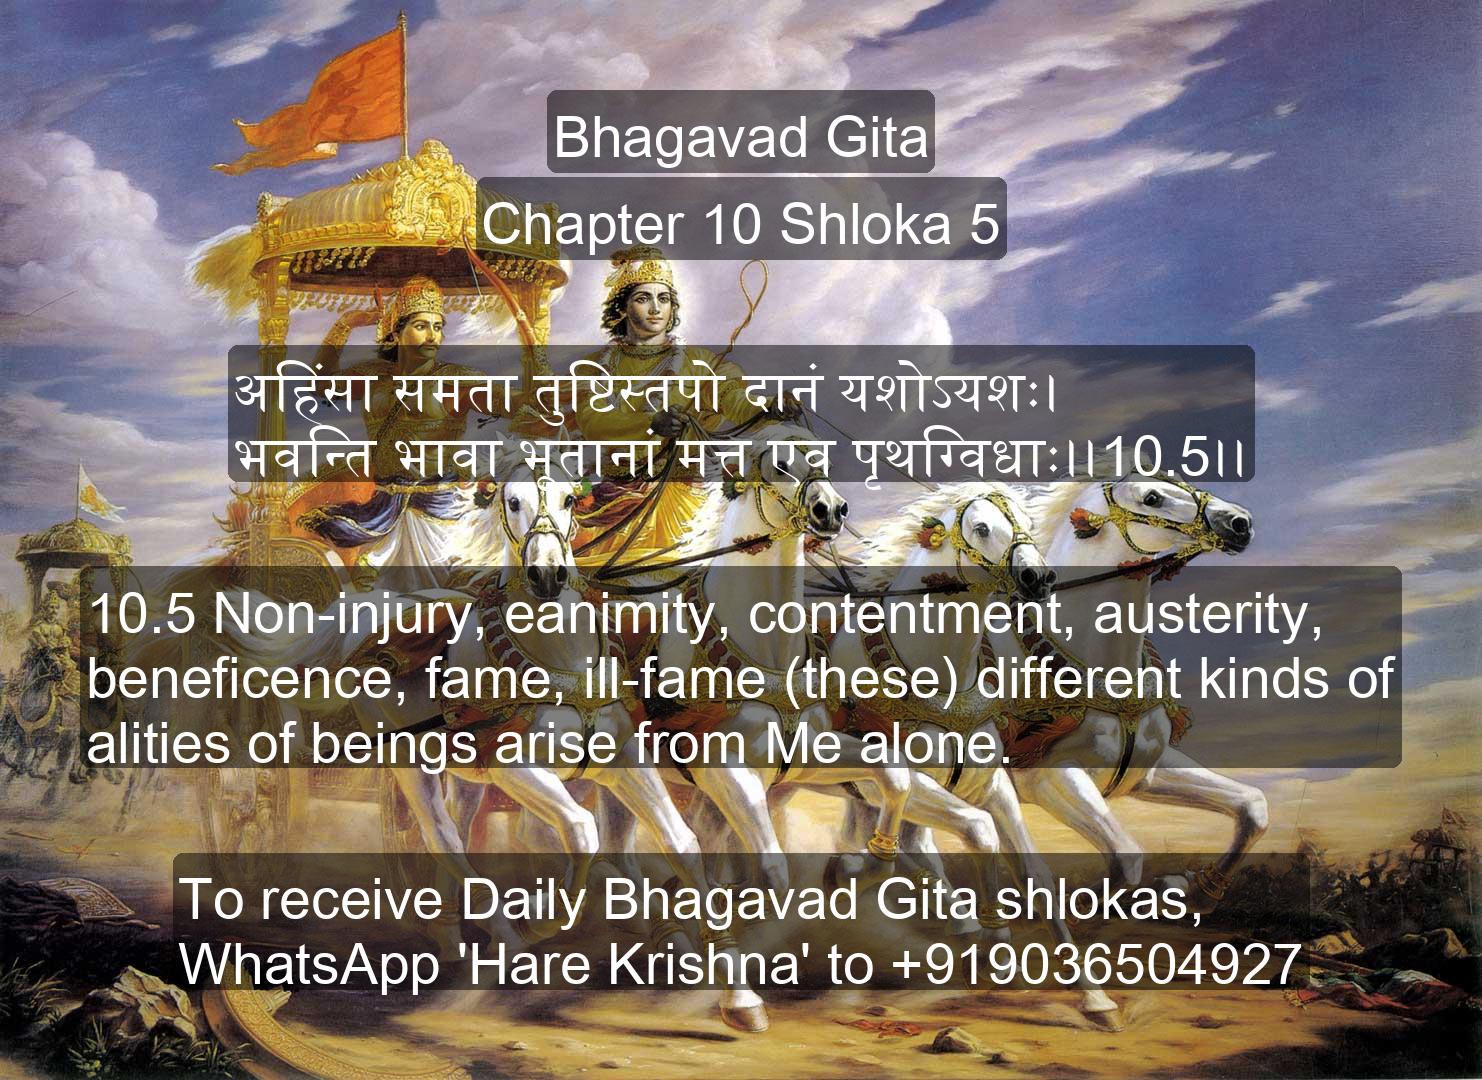 Bhagavad Gita
Chapter 10 Shloka 5
अहिंसा समता तुष्टिस्तपो दानं यशोऽयशः।
भवन्ति भावा भूतानां मत्त एव पृथग्विधाः।।10.5।।
10.5 Non-injury, eanimity, contentment, austerity,
beneficence, fame, ill-fame (these) different kinds of
alities of beings arise from Me alone.
To receive Daily Bhagavad Gita shlokas,
WhatsApp 'Hare Krishna' to +919036504927